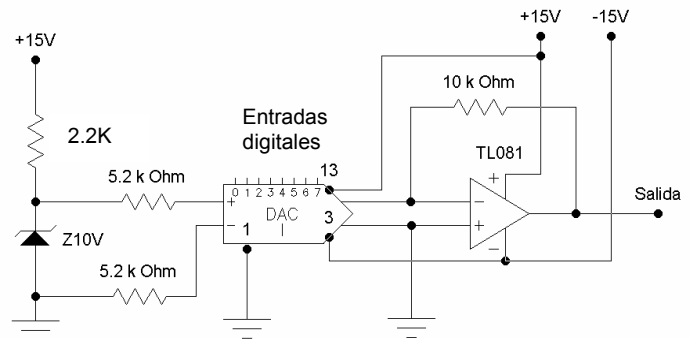 +15V
-15V
+15V
10 k Ohm
2.2K
Entradas
digitales
TL081
5.2 k Ohm
13
0 1 2 3 4 5 6 7
+
-
+
Salida
+
DAC
3
-
1
I
Z10V
-
5.2 k Ohm